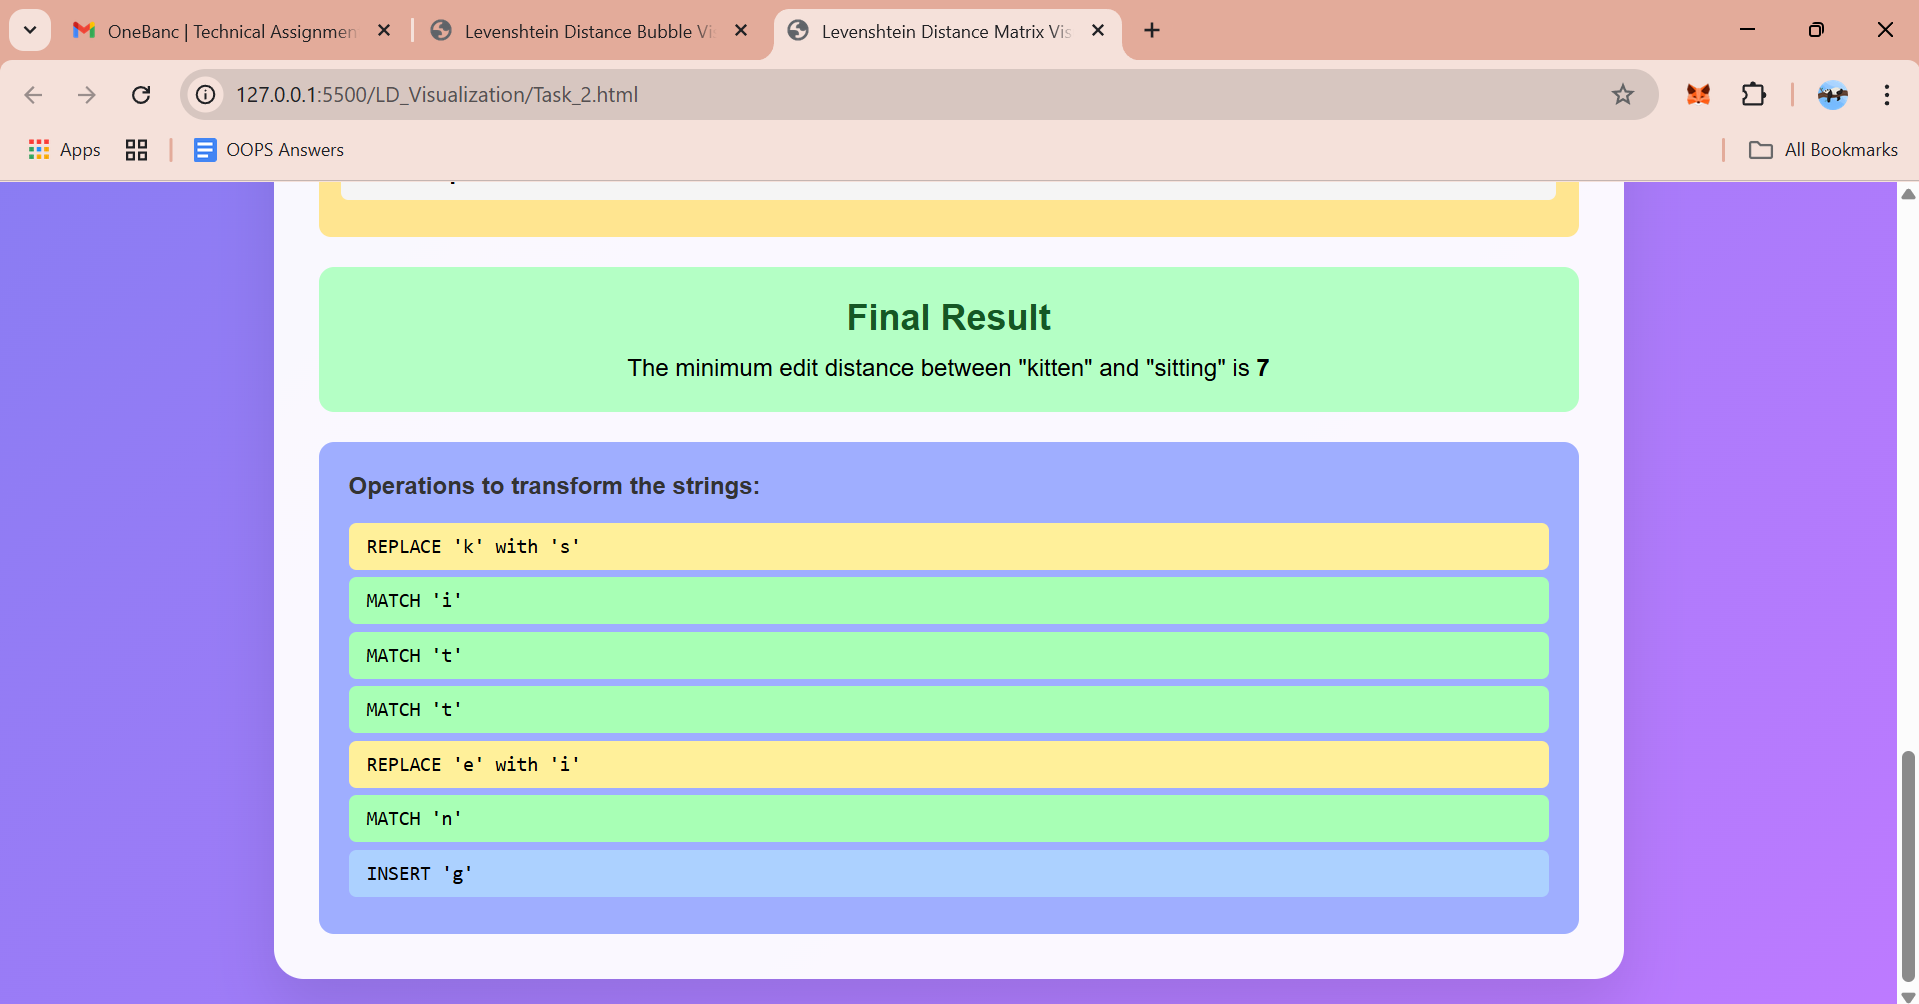 OneBanc | Technical Assignmen
Levenshtein Distance Bubble Vi
Levenshtein Distance Matrix Vis
127.0.0.1:5500/LD_Visualization/Task_2.html
Apps
OOPS Answers
All Bookmarks
Final Result
The minimum edit distance between "kitten" and "sitting" is 7
Operations to transform the strings:
REPLACE 'k' with 's'
MATCH 'i'
MATCH 't'
MATCH 't'
REPLACE 'e' with 'i'
MATCH 'n'
INSERT 'g'